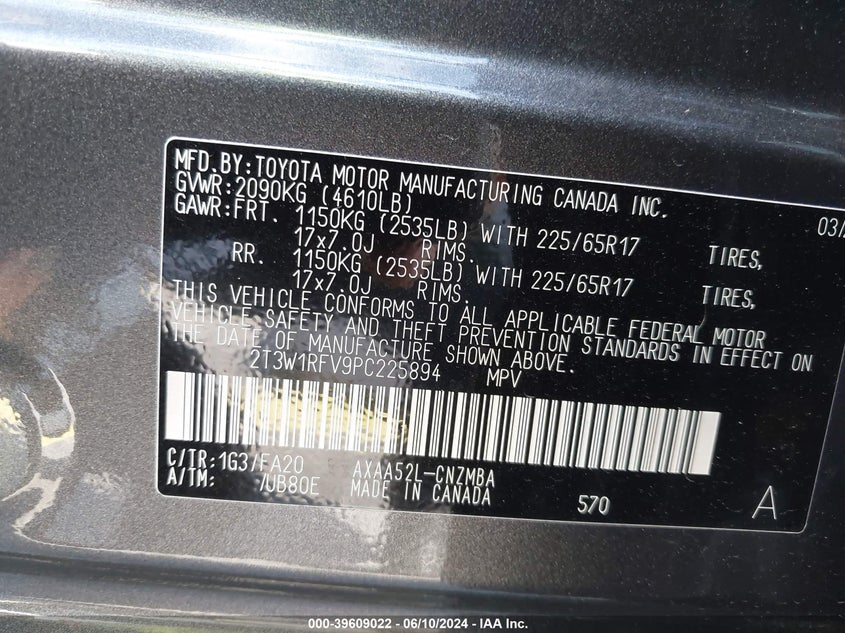 MFD.BY:TOYOTA MOTOR MANUFACTURING CANADA INC.
GVWR:2090KG (4610LB) 03/
GAWR:FRT. 1150KG (2535LB) WITH 225/65R17 TIRES,
17x7.0J RIMS.
RR. 1150KG (2535LB) WITH 225/65R17 TIRES,
17x7.0J RIMS.
THIS VEHICLE CONFORMS TO ALL APPLICABLE FEDERAL MOTOR
VEHICLE SAFETY AND THEFT PREVENTION STANDARDS IN EFFECT ON
THE DATE OF MANUFACTURE SHOWN ABOVE.
2T3W1RFV9PC225894 MPV
C/TR:1G3/FA20 AXAA52L-CNZMBA
A/TM: /UB80E MADE IN CANADA 570 A
000-39609022 - 06/10/2024 - IAA Inc.